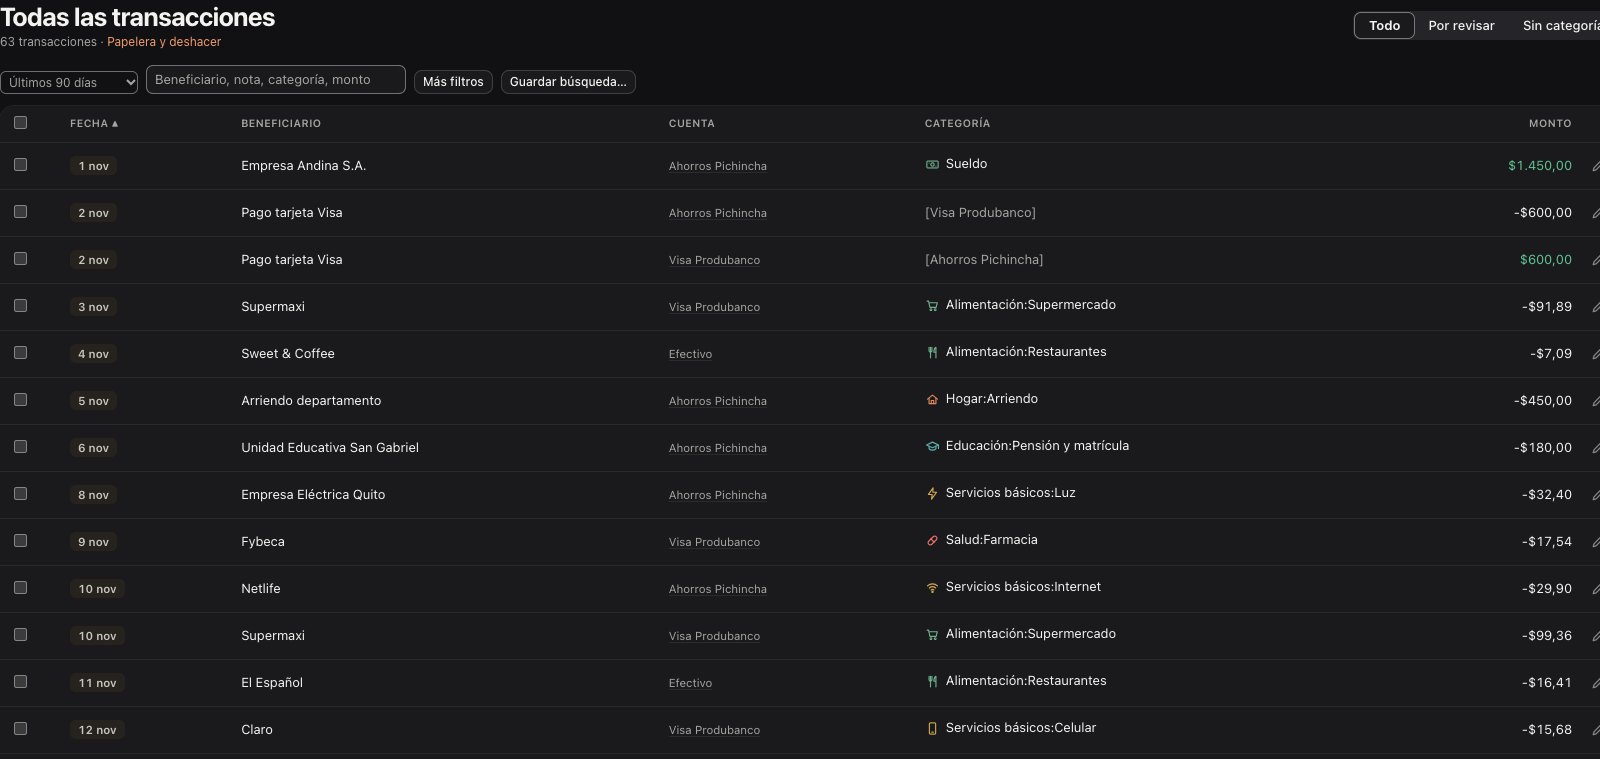 Todas las transacciones
63 transacciones · Papelera y deshacer
Todo Por revisar Sin categoría
Últimos 90 días Beneficiario, nota, categoría, monto Más filtros Guardar búsqueda...
FECHA ▲ BENEFICIARIO CUENTA CATEGORÍA MONTO
1 nov Empresa Andina S.A. Ahorros Pichincha Sueldo $1.450,00
2 nov Pago tarjeta Visa Ahorros Pichincha [Visa Produbanco] -$600,00
2 nov Pago tarjeta Visa Visa Produbanco [Ahorros Pichincha] $600,00
3 nov Supermaxi Visa Produbanco Alimentación:Supermercado -$91,89
4 nov Sweet & Coffee Efectivo Alimentación:Restaurantes -$7,09
5 nov Arriendo departamento Ahorros Pichincha Hogar:Arriendo -$450,00
6 nov Unidad Educativa San Gabriel Ahorros Pichincha Educación:Pensión y matrícula -$180,00
8 nov Empresa Eléctrica Quito Ahorros Pichincha Servicios básicos:Luz -$32,40
9 nov Fybeca Visa Produbanco Salud:Farmacia -$17,54
10 nov Netlife Ahorros Pichincha Servicios básicos:Internet -$29,90
10 nov Supermaxi Visa Produbanco Alimentación:Supermercado -$99,36
11 nov El Español Efectivo Alimentación:Restaurantes -$16,41
12 nov Claro Visa Produbanco Servicios básicos:Celular -$15,68